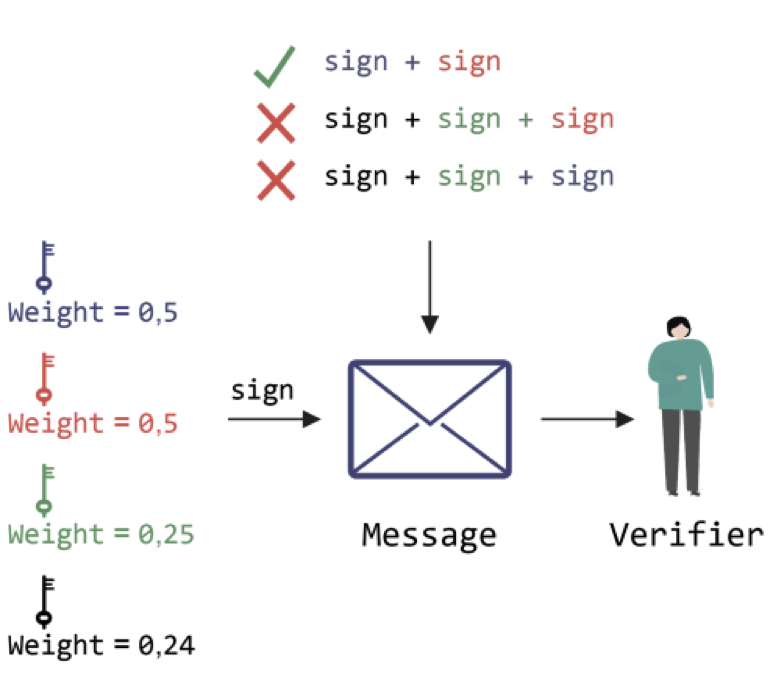 sign + sign
sign + sign + sign
sign + sign + sign
Weight = 0,5
Weight = 0,5
sign
Weight = 0,25
Message
Verifier
Weight = 0,24